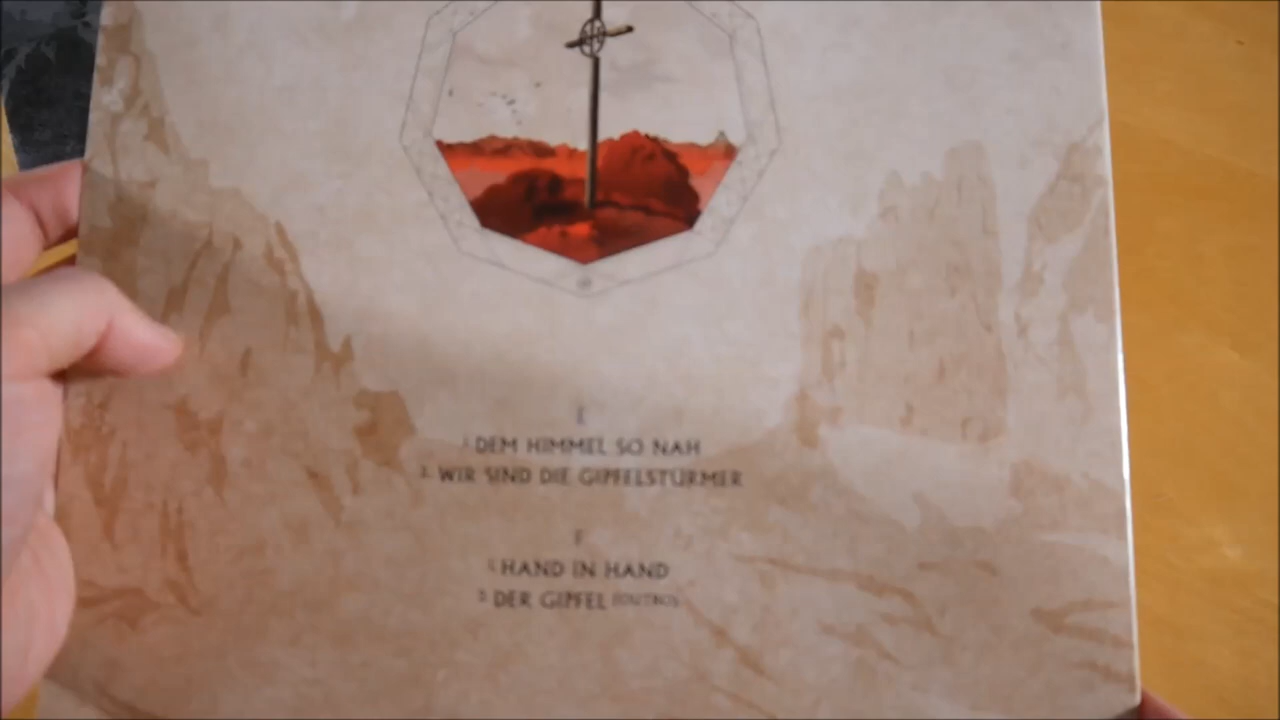 E
1. DEM HIMMEL SO NAH
2. WIR SIND DIE GIPFELSTÜRMER
F
1. HAND IN HAND
2. DER GIPFEL (OUTRO)